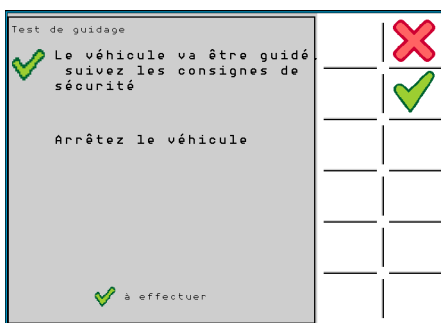 Test de guidage
Le véhicule va être guidé.
suivez les consignes de
sécurité
Arrêtez le véhicule
à effectuer